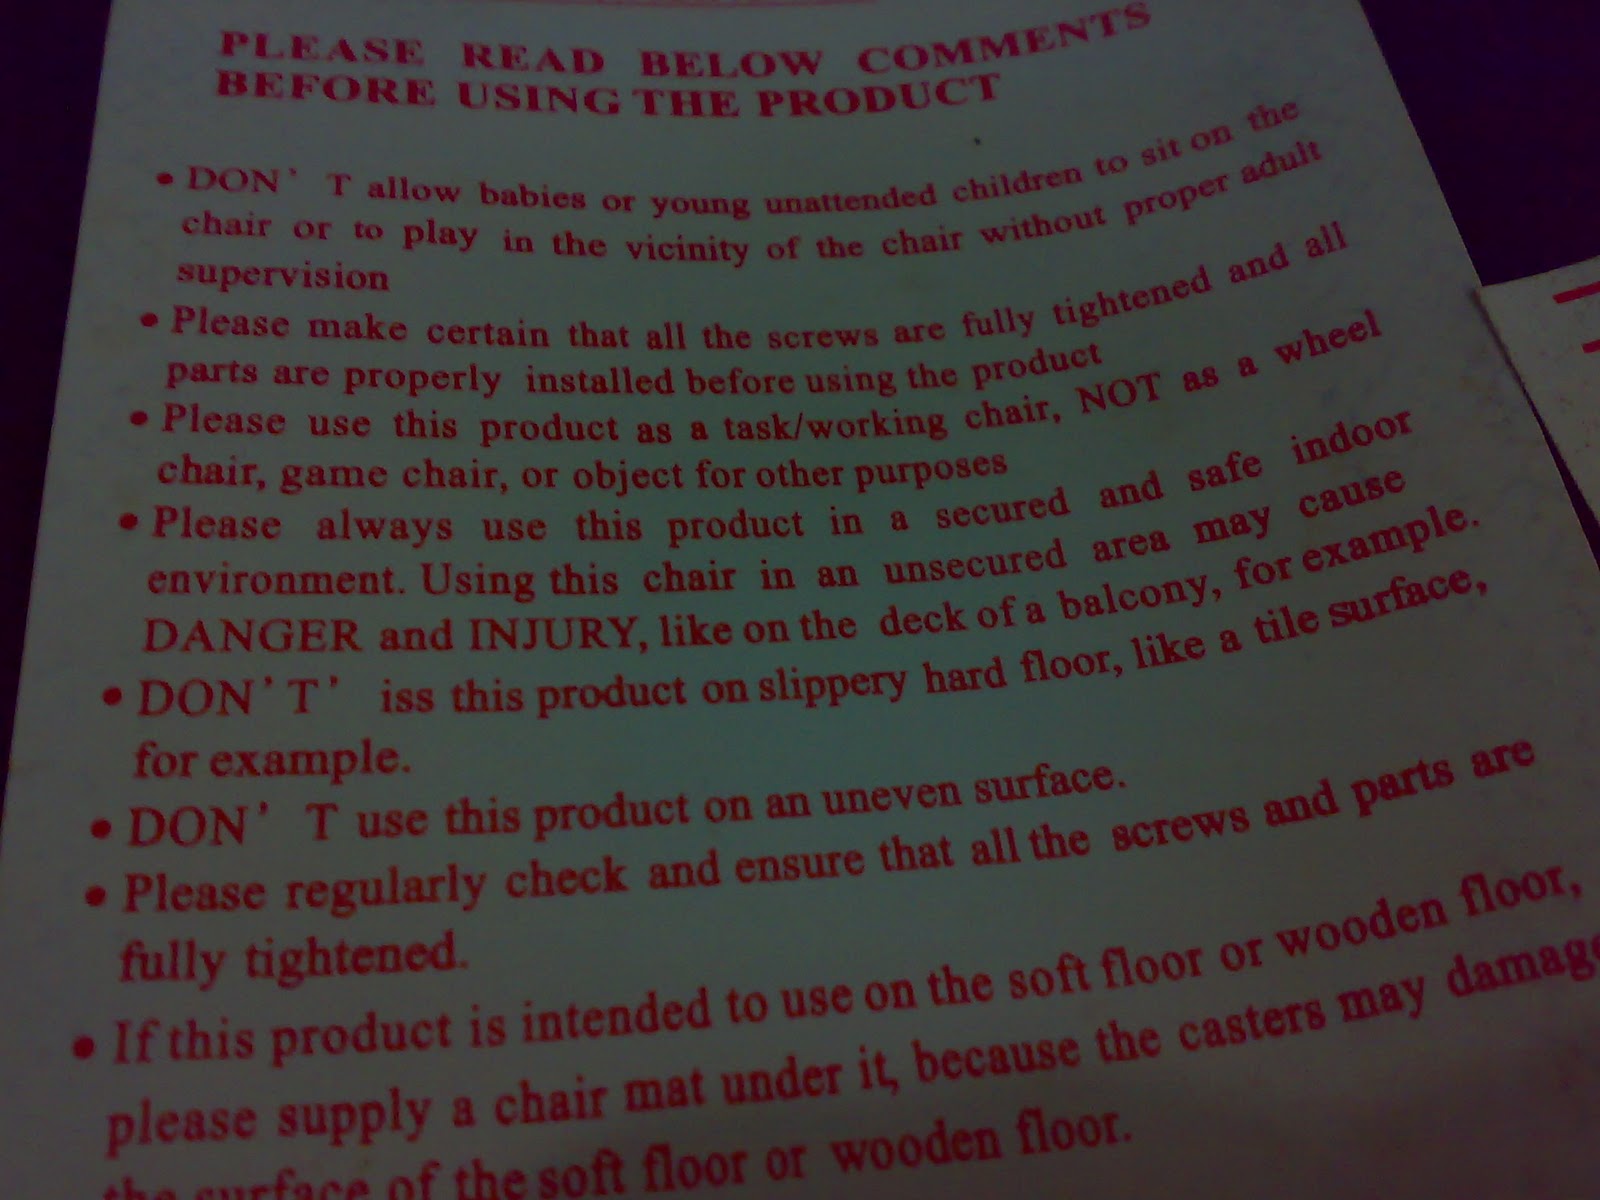 PLEASE READ BELOW COMMENTS
BEFORE USING THE PRODUCT
• DON' T allow babies or young unattended children to sit on the
chair or to play in the vicinity of the chair without proper adult
supervision
• Please make certain that all the screws are fully tightened and all
parts are properly installed before using the product
• Please use this product as a task/working chair, NOT as a wheel
chair, game chair, or object for other purposes
• Please always use this product in a secured and safe indoor
environment. Using this chair in an unsecured area may cause
DANGER and INJURY, like on the deck of a balcony, for example.
• DON'T' iss this product on slippery hard floor, like a tile surface,
for example.
• DON' T use this product on an uneven surface.
• Please regularly check and ensure that all the screws and parts are
fully tightened.
• If this product is intended to use on the soft floor or wooden floor,
please supply a chair mat under it, because the casters may damage
the surface of the soft floor or wooden floor.